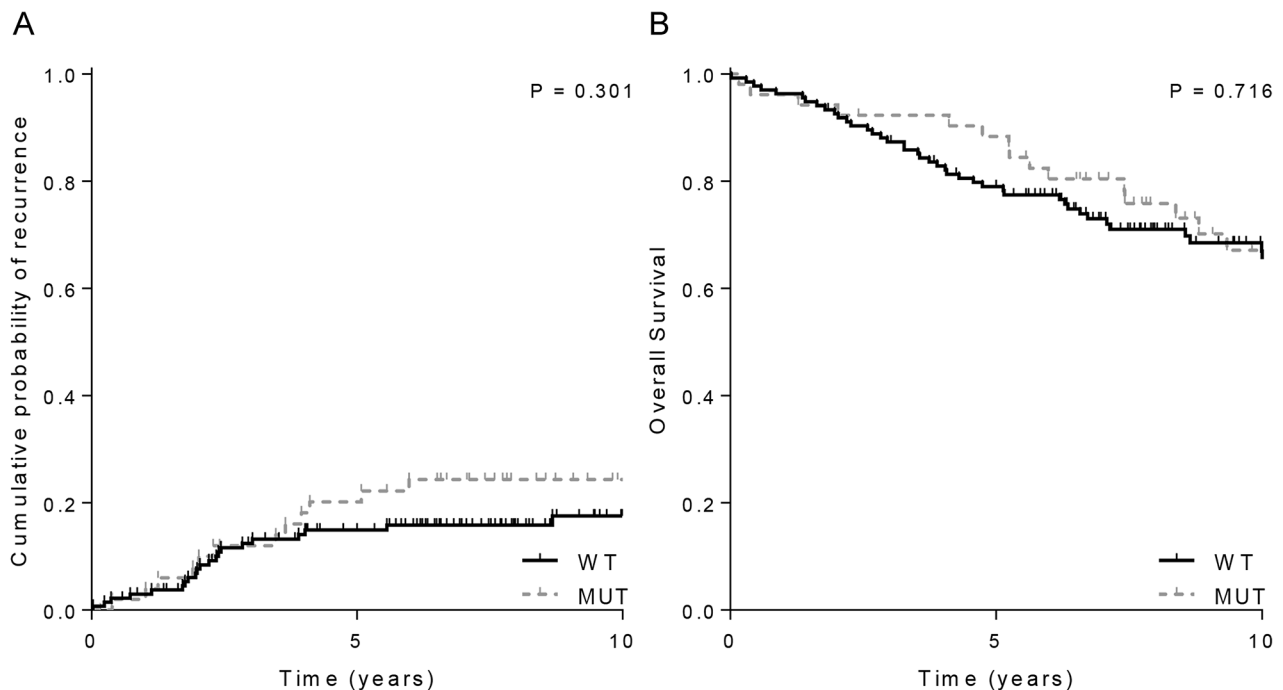 A
Cumulative probability of recurrence
1.0
0.8
0.6
0.4
0.2
0.0
P = 0.301
WT
MUT
0
5
10
Time (years)
B
Overall Survival
1.0
0.8
0.6
0.4
0.2
0.0
P = 0.716
WT
MUT
0
5
10
Time (years)